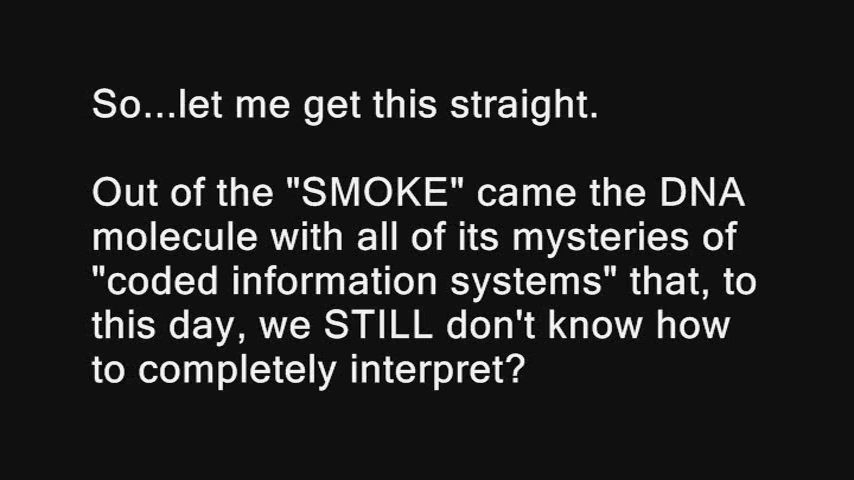 So...let me get this straight.
Out of the "SMOKE" came the DNA
molecule with all of its mysteries of
"coded information systems" that, to
this day, we STILL don't know how
to completely interpret?